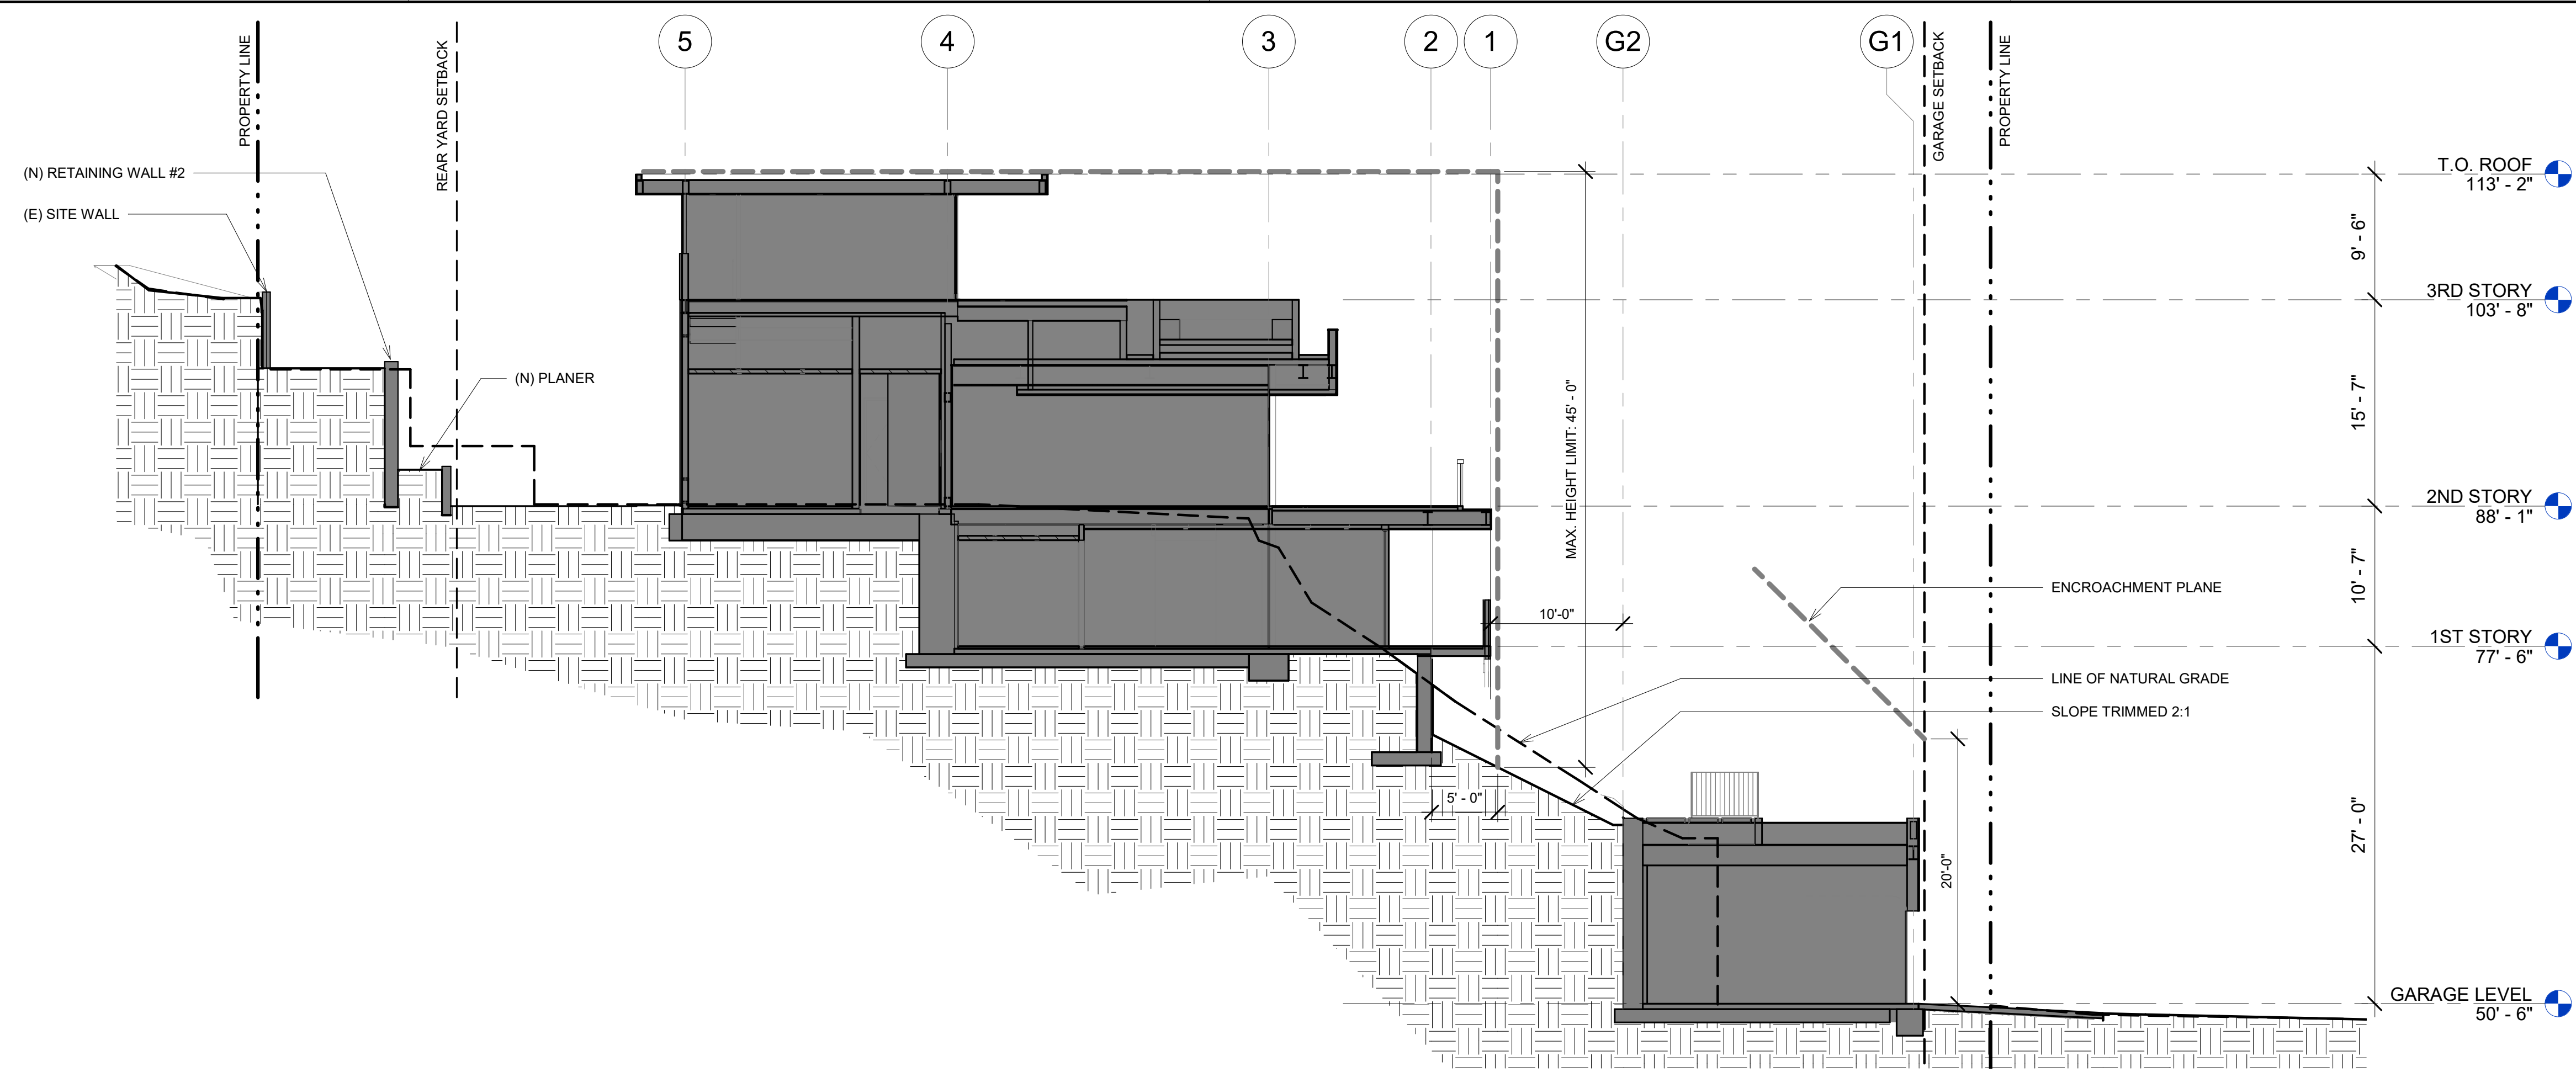 5
4
3
2
1
G2
G1
PROPERTY LINE
REAR YARD SETBACK
GARAGE SETBACK
PROPERTY LINE
(N) RETAINING WALL #2
(E) SITE WALL
(N) PLANER
MAX. HEIGHT LIMIT: 45' - 0"
10'-0"
5' - 0"
20'-0"
ENCROACHMENT PLANE
LINE OF NATURAL GRADE
SLOPE TRIMMED 2:1
T.O. ROOF
113' - 2"
9' - 6"
3RD STORY
103' - 8"
15' - 7"
2ND STORY
88' - 1"
10' - 7"
1ST STORY
77' - 6"
27' - 0"
GARAGE LEVEL
50' - 6"